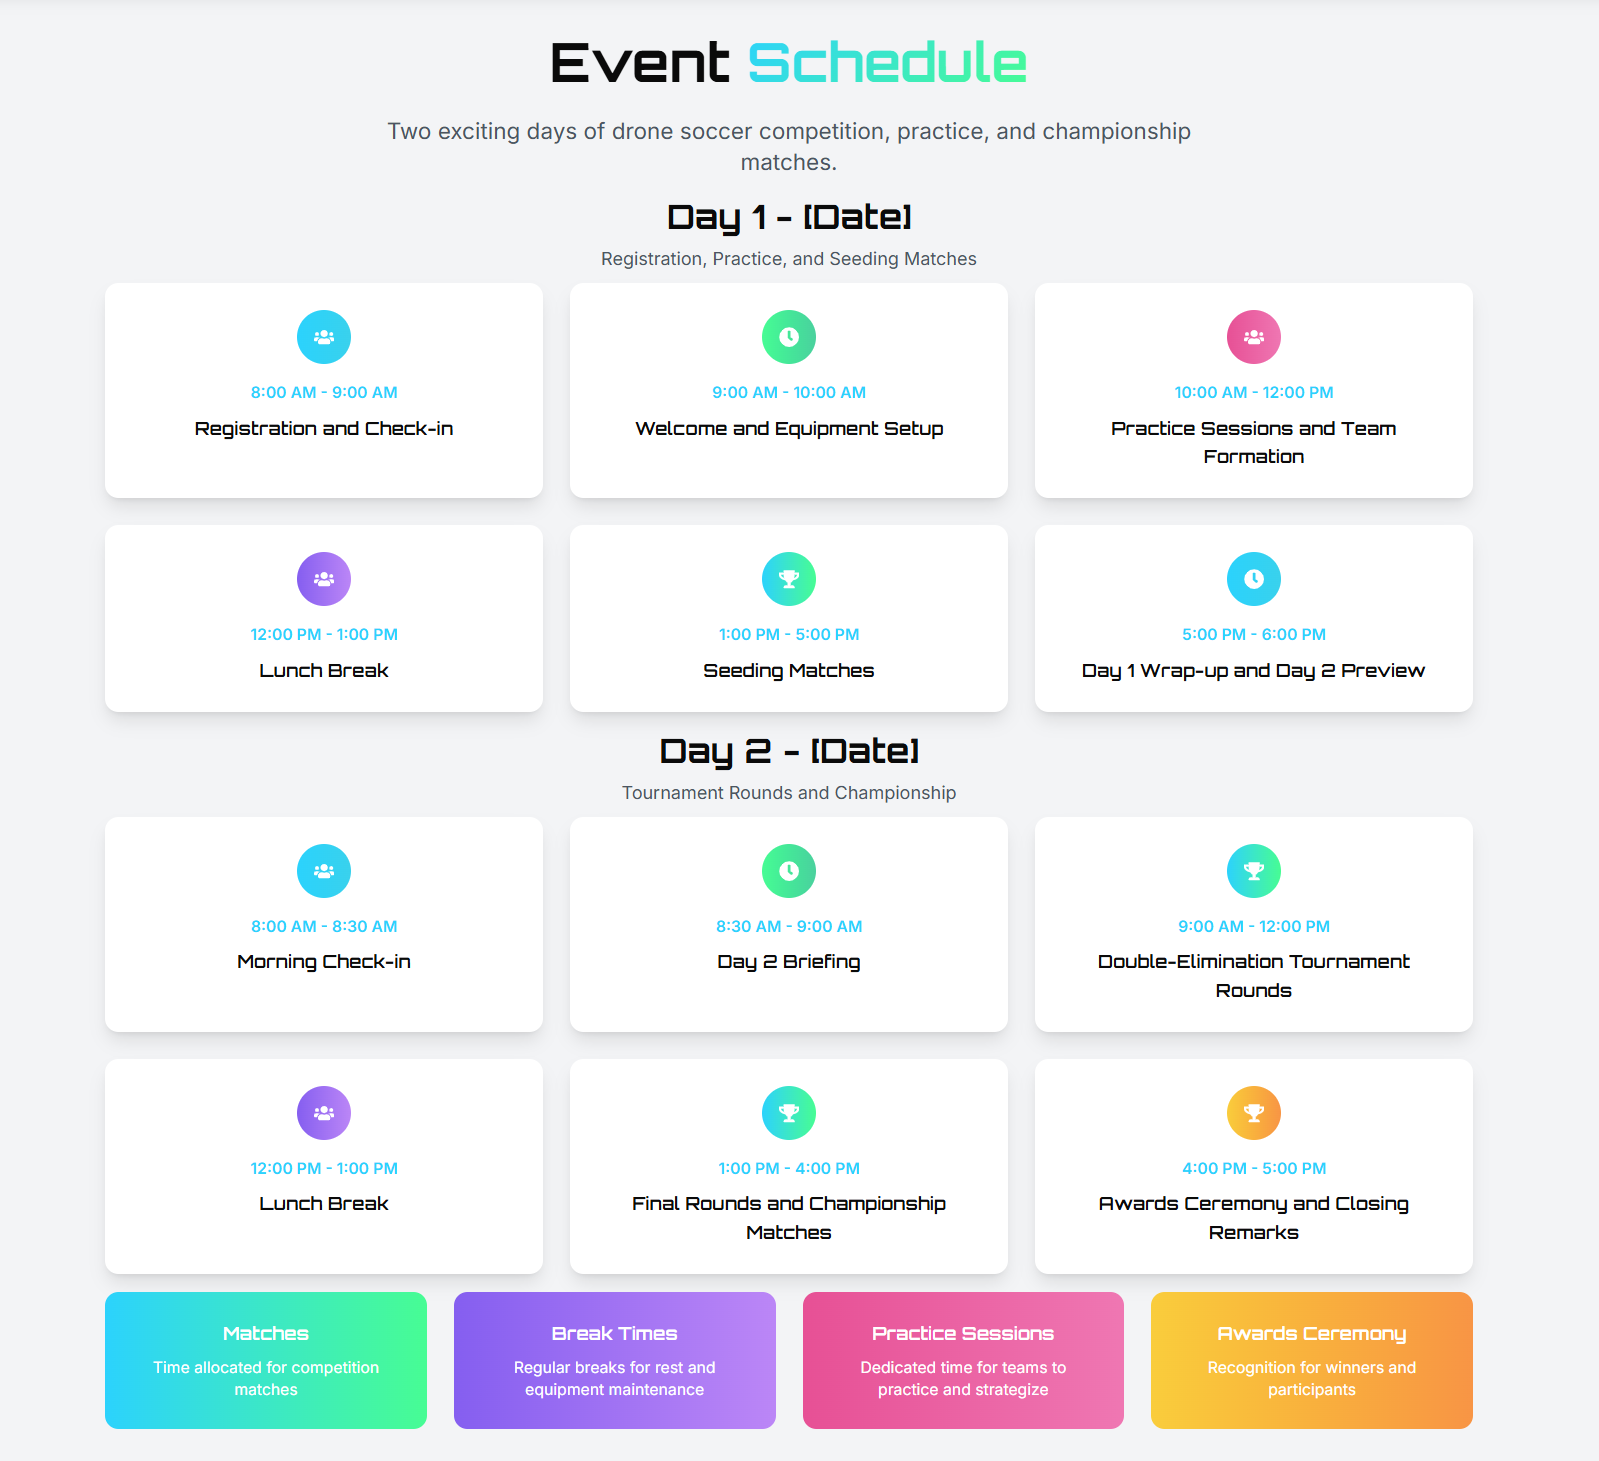 Event Schedule
Two exciting days of drone soccer competition, practice, and championship
matches.
Day 1 - [Date]
Registration, Practice, and Seeding Matches
8:00 AM - 9:00 AM
Registration and Check-in
9:00 AM - 10:00 AM
Welcome and Equipment Setup
10:00 AM - 12:00 PM
Practice Sessions and Team
Formation
12:00 PM - 1:00 PM
Lunch Break
1:00 PM - 5:00 PM
Seeding Matches
5:00 PM - 6:00 PM
Day 1 Wrap-up and Day 2 Preview
Day 2 - [Date]
Tournament Rounds and Championship
8:00 AM - 8:30 AM
Morning Check-in
8:30 AM - 9:00 AM
Day 2 Briefing
9:00 AM - 12:00 PM
Double-Elimination Tournament
Rounds
12:00 PM - 1:00 PM
Lunch Break
1:00 PM - 4:00 PM
Final Rounds and Championship
Matches
4:00 PM - 5:00 PM
Awards Ceremony and Closing
Remarks
Matches
Time allocated for competition
matches
Break Times
Regular breaks for rest and
equipment maintenance
Practice Sessions
Dedicated time for teams to
practice and strategize
Awards Ceremony
Recognition for winners and
participants